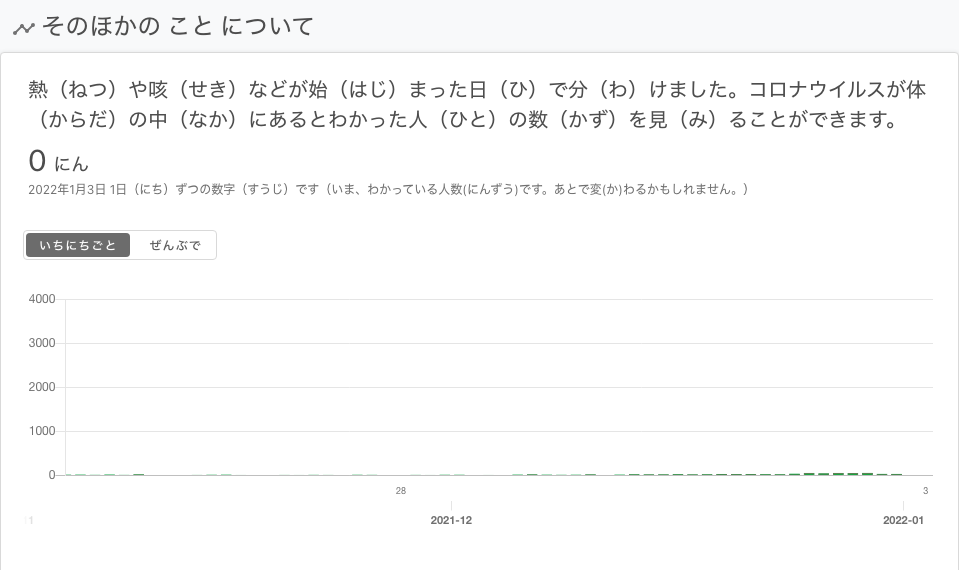 そのほかの こと について
熱（ねつ）や咳（せき）などが始（はじ）まった日（ひ）で分（わ）けました。コロナウイルスが体
（からだ）の中（なか）にあるとわかった人（ひと）の数（かず）を見（み）ることができます。
0 にん
2022年1月3日 1日（にち）ずつの数字（すうじ）です（いま、わかっている人数(にんずう)です。あとで変(か)わるかもしれません。）
いちにちごと ぜんぶで
4000
3000
2000
1000
0
28 3
1 2021-12 2022-01